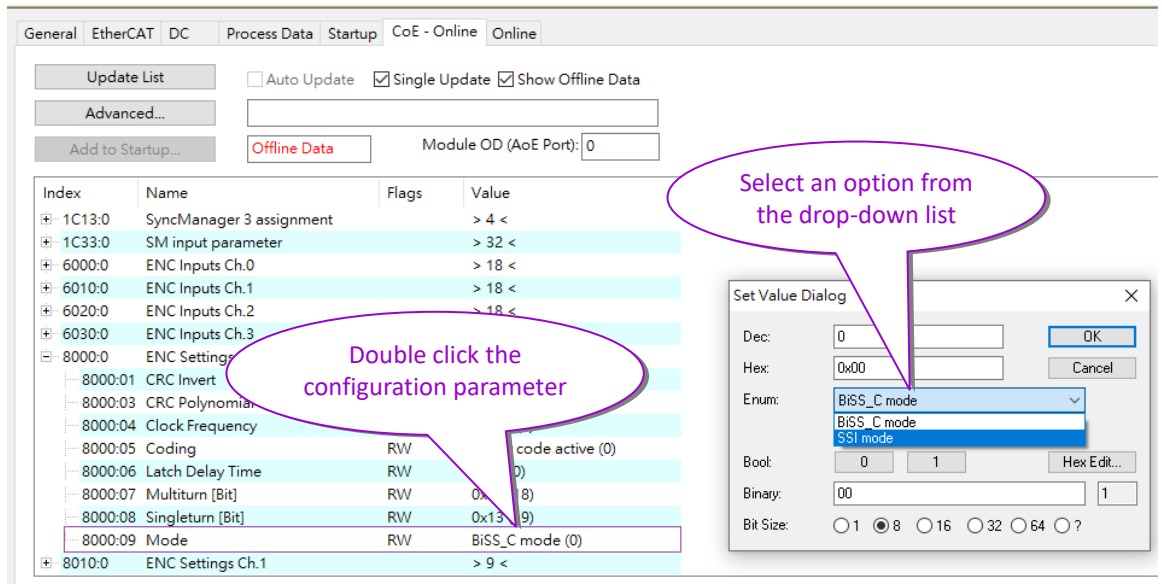 General EtherCAT DC Process Data Startup CoE - Online Online
Update List Auto Update Single Update Show Offline Data
Advanced...
Add to Startup... Offline Data Module OD (AoE Port): 0
Select an option from
the drop-down list
Index Name Flags Value
1C13:0 SyncManager 3 assignment > 4 <
1C33:0 SM input parameter > 32 <
6000:0 ENC Inputs Ch.0 > 18 <
6010:0 ENC Inputs Ch.1 > 18 <
6020:0 ENC Inputs Ch.2 > 18 <
6030:0 ENC Inputs Ch.3
8000:0 ENC Settings
8000:01 CRC Invert
8000:03 CRC Polynomial
8000:04 Clock Frequency
8000:05 Coding RW code active (0)
8000:06 Latch Delay Time RW 0)
8000:07 Multiturn [Bit] RW 8)
8000:08 Singleturn [Bit] RW 0x13 9)
8000:09 Mode RW BiSS_C mode (0)
8010:0 ENC Settings Ch.1 > 9 <
Double click the
configuration parameter
Set Value Dialog
Dec: 0 OK
Hex: 0x00 Cancel
Enum: BiSS_C mode
BiSS_C mode
SSI mode
Bool: 0 1 Hex Edit...
Binary: 00 1
Bit Size: 1 8 16 32 64 ?